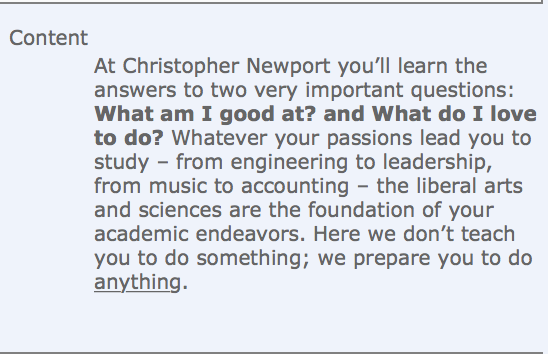 Content
At Christopher Newport you’ll learn the
answers to two very important questions:
What am I good at? and What do I love
to do? Whatever your passions lead you to
study – from engineering to leadership,
from music to accounting – the liberal arts
and sciences are the foundation of your
academic endeavors. Here we don’t teach
you to do something; we prepare you to do
anything.